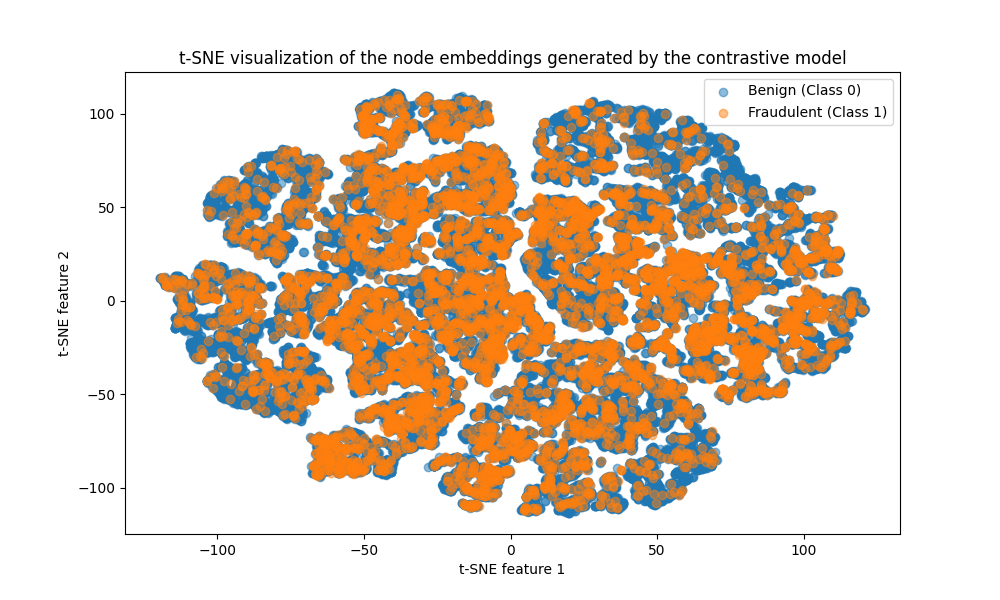 t-SNE visualization of the node embeddings generated by the contrastive model
Benign (Class 0)
Fraudulent (Class 1)
100
50
0
−50
−100
t-SNE feature 2
−100
−50
0
50
100
t-SNE feature 1